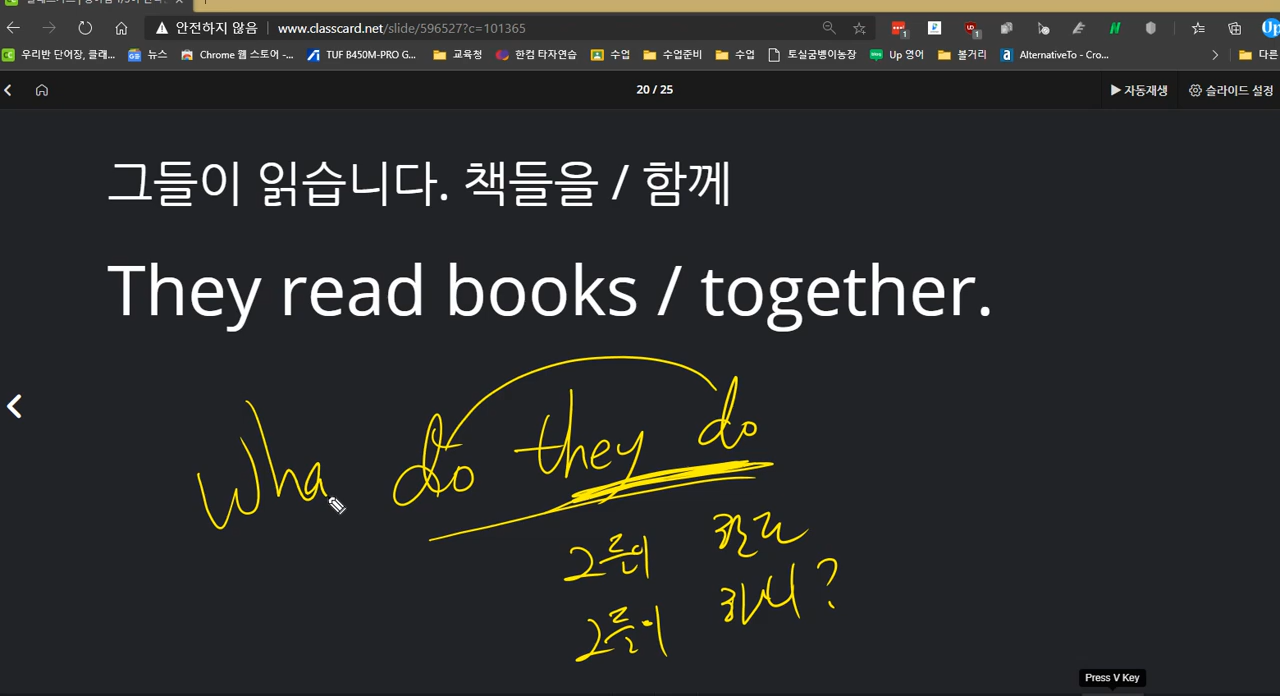 안전하지 않음 www.classcard.net/slide/596527?c=101365
우리반 단어장, 클래... 뉴스 Chrome 웹 스토어 -... TUF B450M-PRO G... 교육청 한컴 타자연습 수업 수업준비 수업 토실굼벵이농장 Up 영어 볼거리 AlternativeTo - Cro... 다른
20 / 25 자동재생 슬라이드 설정
그들이 읽습니다. 책들을 / 함께
They read books / together.
Wha do they do
그들이
그들이 하니?
Press V Key